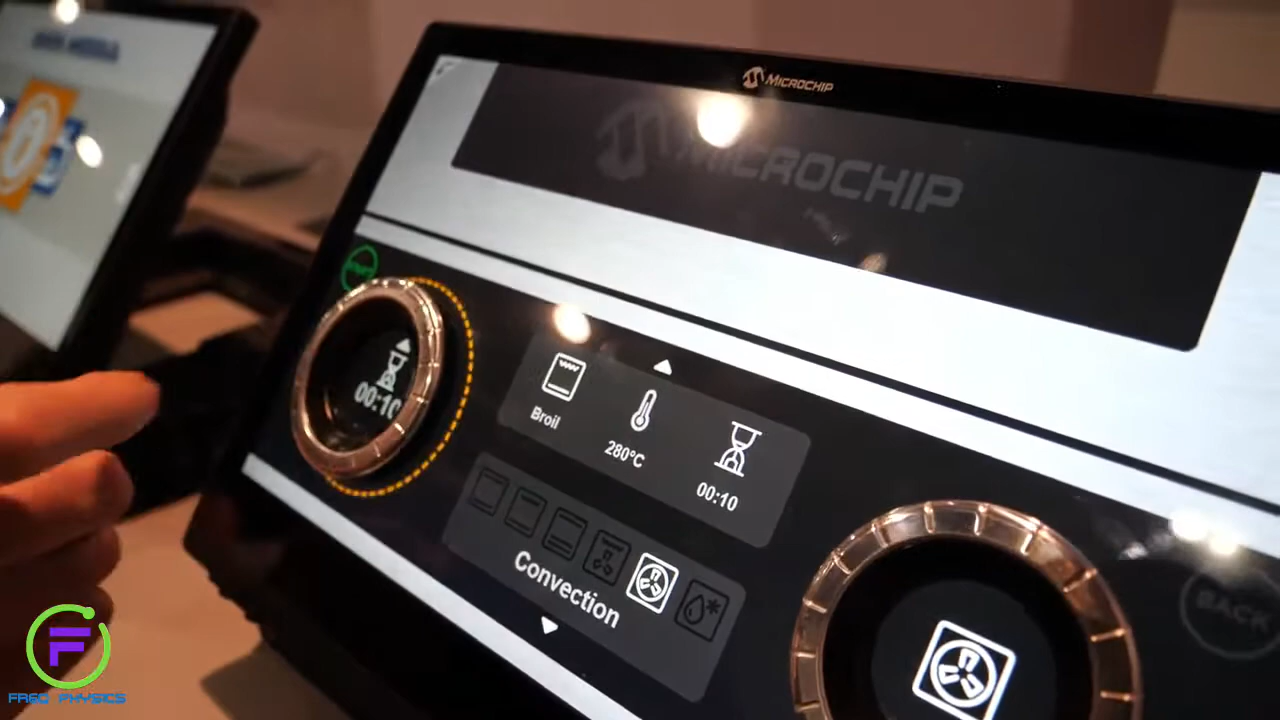 MICROCHIP
MICROCHIP
00:10
Broil
280°C
00:10
Convection
BACK
FREQ PHYSICS